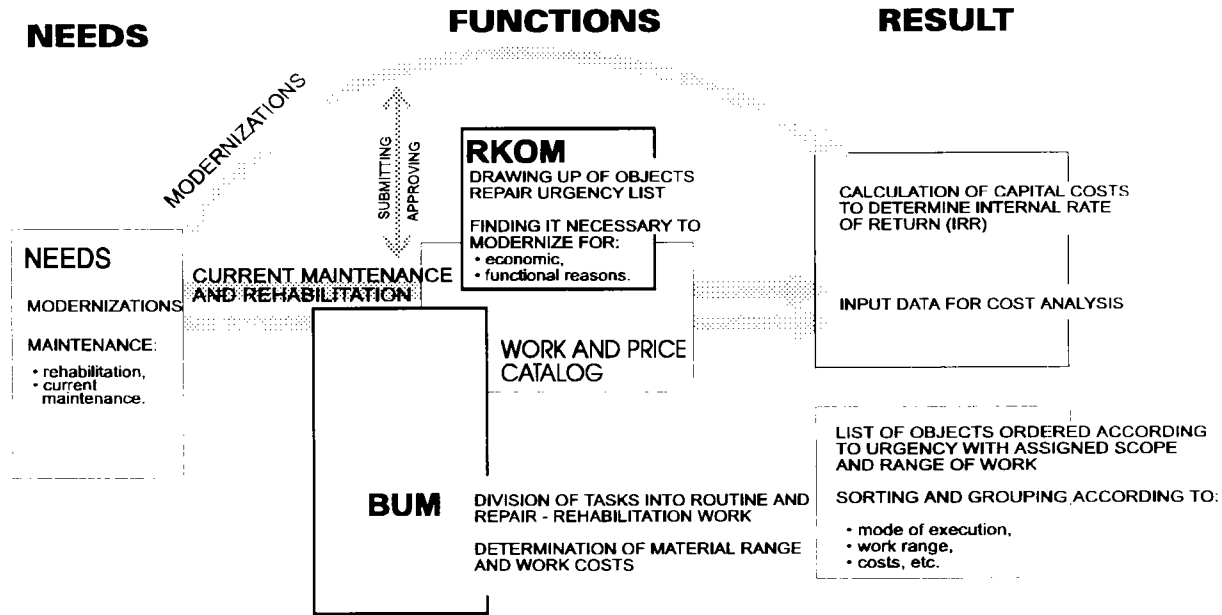 NEEDS
FUNCTIONS
RESULT
MODERNIZATIONS
SUBMITTING
APPROVING
NEEDS
MODERNIZATIONS
MAINTENANCE:
• rehabilitation,
• current
maintenance.
CURRENT MAINTENANCE
AND REHABILITATION
RKOM
DRAWING UP OF OBJECTS
REPAIR URGENCY LIST
FINDING IT NECESSARY TO
MODERNIZE FOR:
• economic,
• functional reasons.
WORK AND PRICE
CATALOG
BUM
DIVISION OF TASKS INTO ROUTINE AND
REPAIR - REHABILITATION WORK
DETERMINATION OF MATERIAL RANGE
AND WORK COSTS
CALCULATION OF CAPITAL COSTS
TO DETERMINE INTERNAL RATE
OF RETURN (IRR)
INPUT DATA FOR COST ANALYSIS
LIST OF OBJECTS ORDERED ACCORDING
TO URGENCY WITH ASSIGNED SCOPE
AND RANGE OF WORK
SORTING AND GROUPING ACCORDING TO:
• mode of execution,
• work range,
• costs, etc.